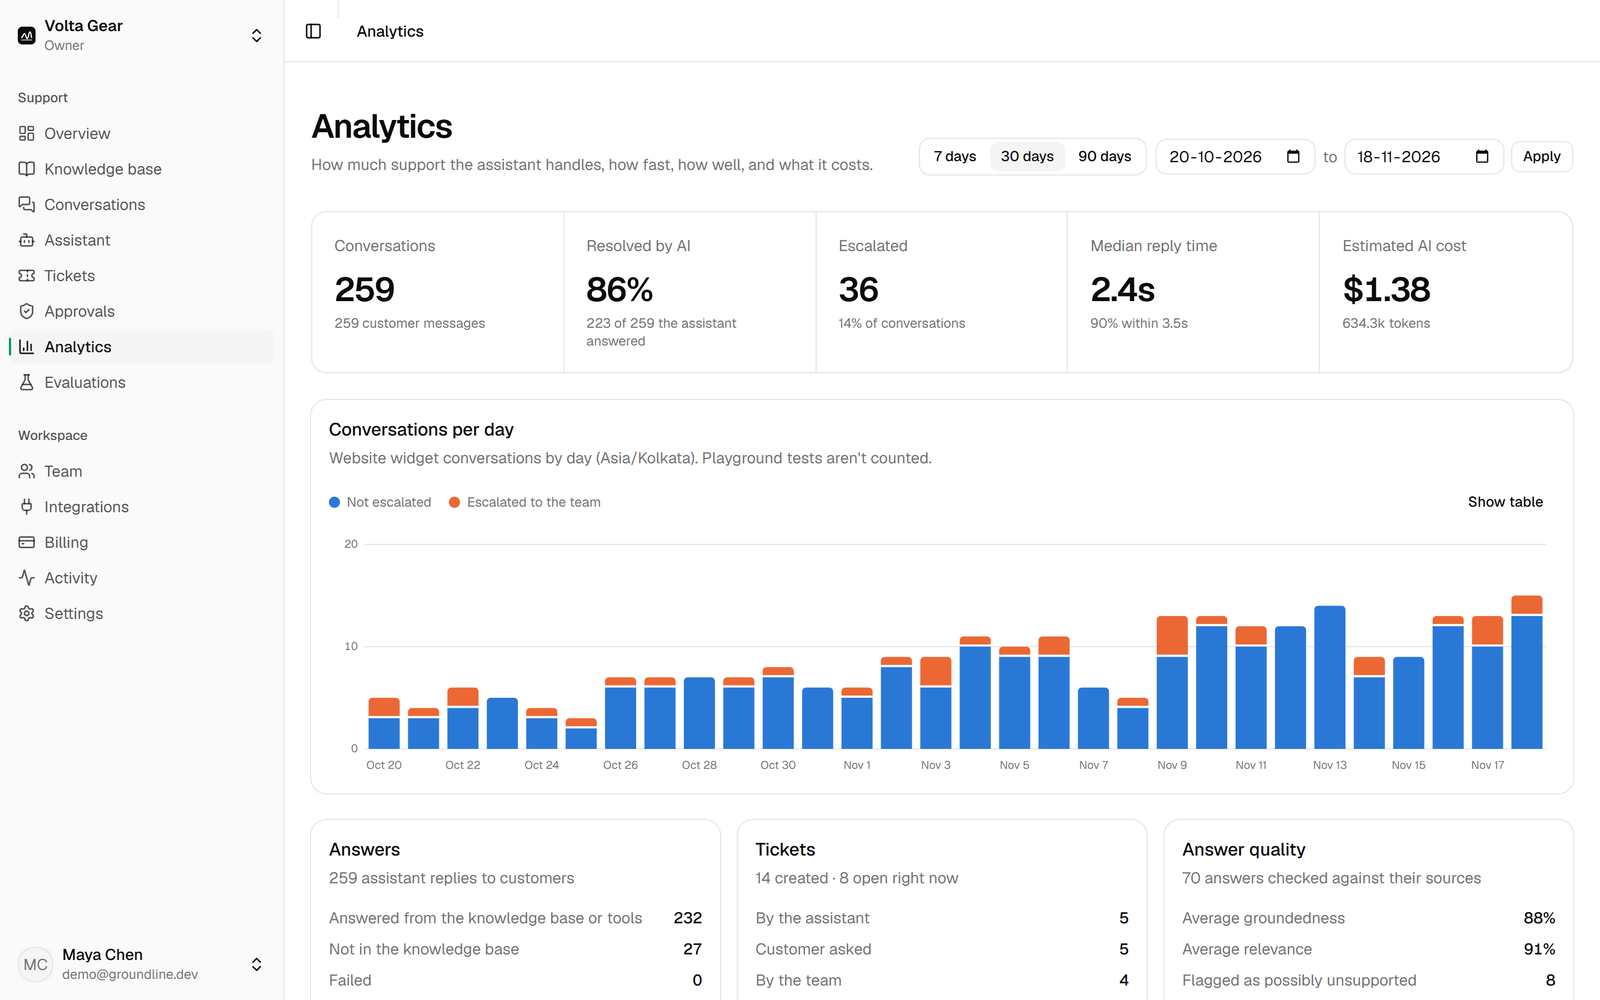 Volta Gear
Owner
Support
Overview
Knowledge base
Conversations
Assistant
Tickets
Approvals
Analytics
Evaluations
Workspace
Team
Integrations
Billing
Activity
Settings
MC
Maya Chen
demo@groundline.dev
Analytics
Analytics
How much support the assistant handles, how fast, how well, and what it costs.
7 days 30 days 90 days 20-10-2026 to 18-11-2026 Apply
Conversations
259
259 customer messages
Resolved by AI
86%
223 of 259 the assistant
answered
Escalated
36
14% of conversations
Median reply time
2.4s
90% within 3.5s
Estimated AI cost
$1.38
634.3k tokens
Conversations per day
Website widget conversations by day (Asia/Kolkata). Playground tests aren't counted.
Not escalated Escalated to the team Show table
20
10
0
Oct 20 Oct 22 Oct 24 Oct 26 Oct 28 Oct 30 Nov 1 Nov 3 Nov 5 Nov 7 Nov 9 Nov 11 Nov 13 Nov 15 Nov 17
Answers
259 assistant replies to customers
Answered from the knowledge base or tools 232
Not in the knowledge base 27
Failed 0
Tickets
14 created · 8 open right now
By the assistant 5
Customer asked 5
By the team 4
Answer quality
70 answers checked against their sources
Average groundedness 88%
Average relevance 91%
Flagged as possibly unsupported 8